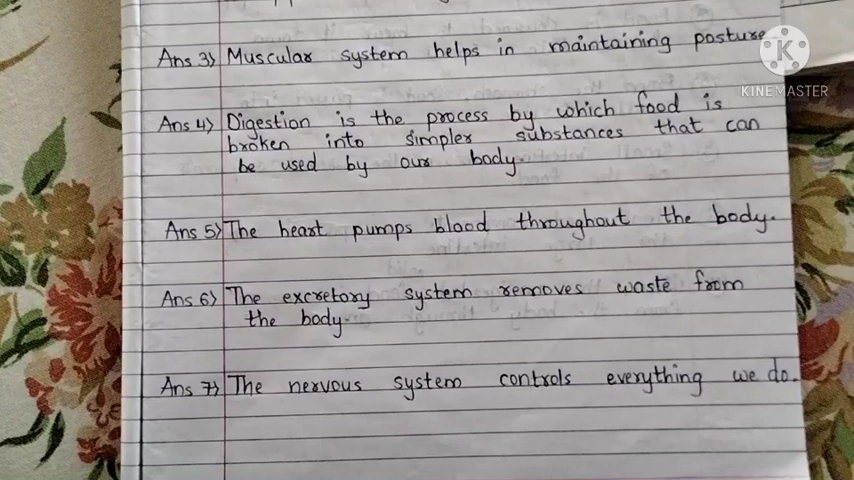 Ans 3) Muscular system helps in maintaining posture
KINEMASTER
Ans 4) Digestion is the process by which food is
broken into simpler substances that can
be used by our body.
Ans 5) The heart pumps blood throughout the body.
Ans 6) The excretory system removes waste from
the body.
Ans 7) The nervous system controls everything we do.